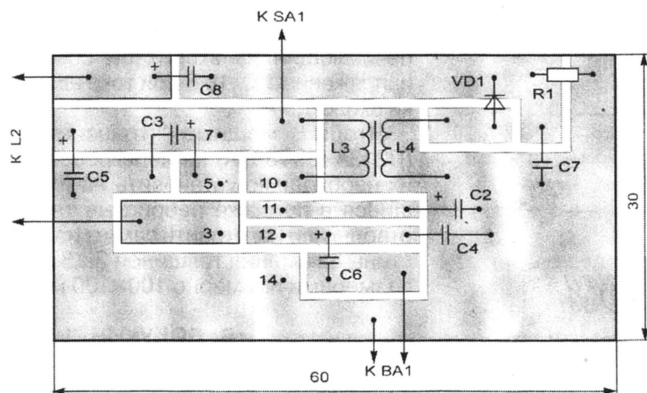 К SA1
К L2
+
C8
VD1
R1
+
C5
C3
+
7
L3
L4
C7
5
10
11
+
C2
3
12
+
C4
C6
14
30
К BA1
60